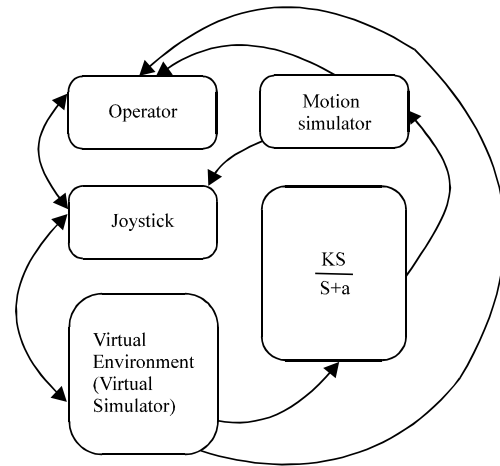 Operator
Motion
simulator
Joystick
KS
S+a
Virtual
Environment
(Virtual
Simulator)